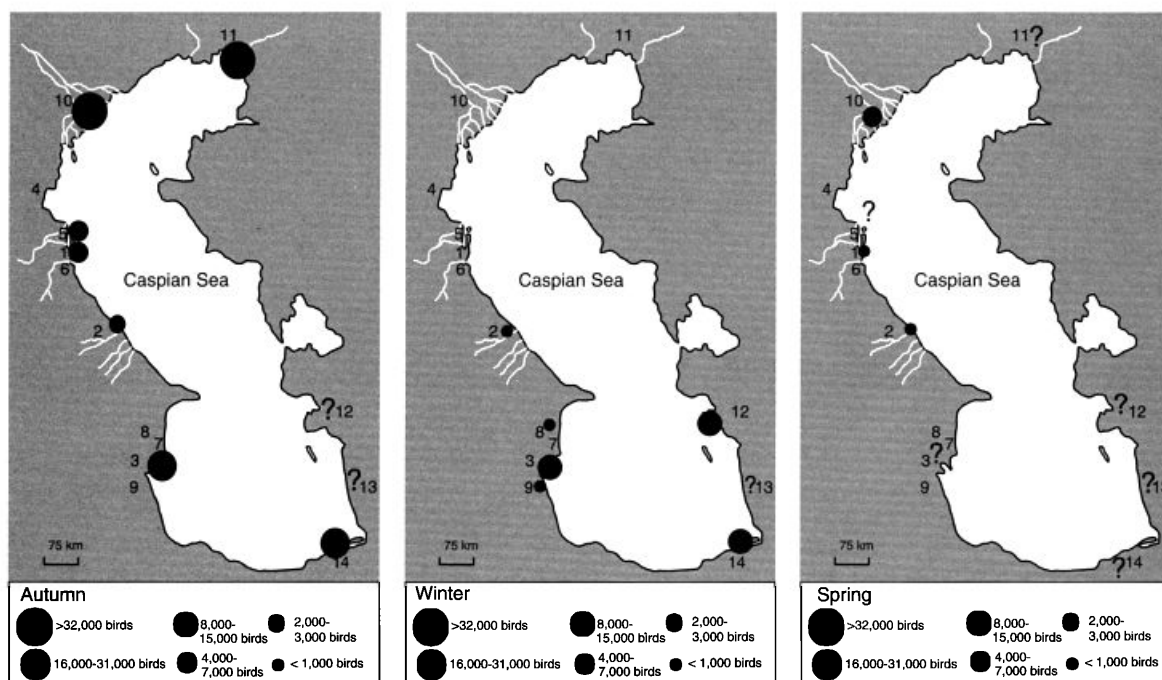 11
10
4
5
1
6
Caspian Sea
2
?12
8
7
3
?13
9
75 km
14
Autumn
>32,000 birds
16,000-31,000 birds
8,000-
15,000 birds
4,000-
7,000 birds
2,000-
3,000 birds
< 1,000 birds
11
10
4
5
1
6
Caspian Sea
2
12
8
7
3
?13
9
75 km
14
Winter
>32,000 birds
16,000-31,000 birds
8,000-
15,000 birds
4,000-
7,000 birds
2,000-
3,000 birds
< 1,000 birds
11?
10
4
?
5
1
6
Caspian Sea
2
?12
8
7
?
3
?
9
75 km
?14
Spring
>32,000 birds
16,000-31,000 birds
8,000-
15,000 birds
4,000-
7,000 birds
2,000-
3,000 birds
< 1,000 birds